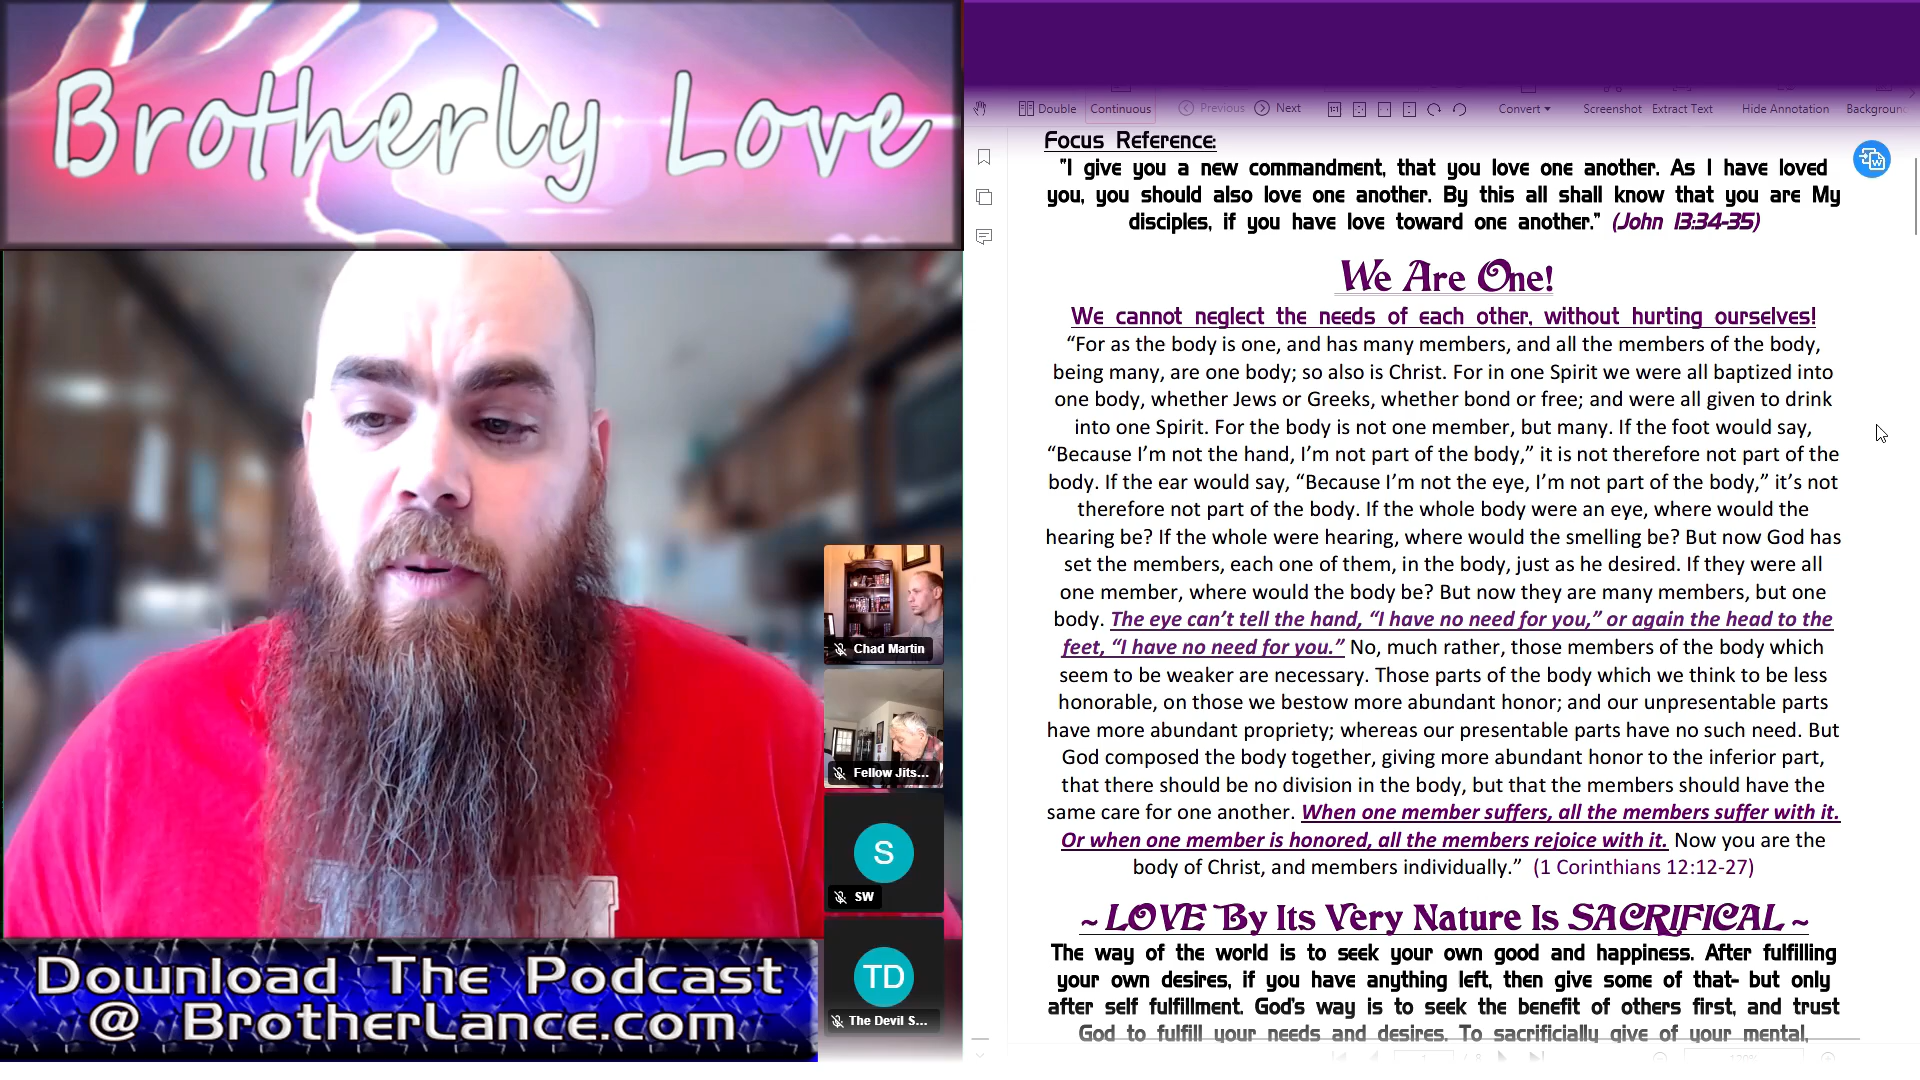 Brotherly Love
Chad Martin
Fellow Jits...
S
SW
TD
The Devil S...
Download The Podcast
@ BrotherLance.com
Double
Continuous
Previous
Next
Convert
Screenshot
Extract Text
Hide Annotation
Focus Reference:
"I give you a new commandment, that you love one another. As I have loved
you, you should also love one another. By this all shall know that you are My
disciples, if you have love toward one another." (John 13:34-35)
We Are One!
We cannot neglect the needs of each other, without hurting ourselves!
“For as the body is one, and has many members, and all the members of the body,
being many, are one body; so also is Christ. For in one Spirit we were all baptized into
one body, whether Jews or Greeks, whether bond or free; and were all given to drink
into one Spirit. For the body is not one member, but many. If the foot would say,
“Because I’m not the hand, I’m not part of the body,” it is not therefore not part of the
body. If the ear would say, “Because I’m not the eye, I’m not part of the body,” it’s not
therefore not part of the body. If the whole body were an eye, where would the
hearing be? If the whole were hearing, where would the smelling be? But now God has
set the members, each one of them, in the body, just as he desired. If they were all
one member, where would the body be? But now they are many members, but one
body. The eye can’t tell the hand, “I have no need for you,” or again the head to the
feet, “I have no need for you.” No, much rather, those members of the body which
seem to be weaker are necessary. Those parts of the body which we think to be less
honorable, on those we bestow more abundant honor; and our unpresentable parts
have more abundant propriety; whereas our presentable parts have no such need. But
God composed the body together, giving more abundant honor to the inferior part,
that there should be no division in the body, but that the members should have the
same care for one another. When one member suffers, all the members suffer with it.
Or when one member is honored, all the members rejoice with it. Now you are the
body of Christ, and members individually.” (1 Corinthians 12:12-27)
~ LOVE By Its Very Nature Is SACRIFICAL ~
The way of the world is to seek your own good and happiness. After fulfilling
your own desires, if you have anything left, then give some of that- but only
after self fulfillment. God's way is to seek the benefit of others first, and trust
God to fulfill your needs and desires. To sacrificially give of your mental,